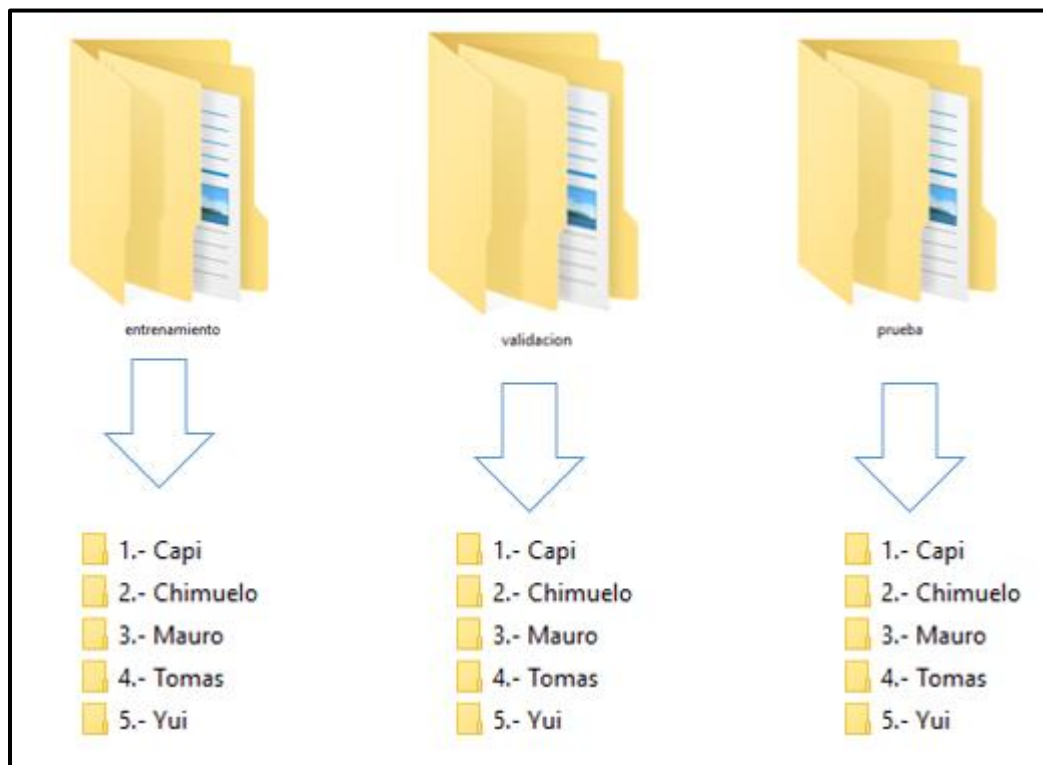 entrenamiento
validacion
prueba
1.- Capi
2.- Chimuelo
3.- Mauro
4.- Tomas
5.- Yui
1.- Capi
2.- Chimuelo
3.- Mauro
4.- Tomas
5.- Yui
1.- Capi
2.- Chimuelo
3.- Mauro
4.- Tomas
5.- Yui